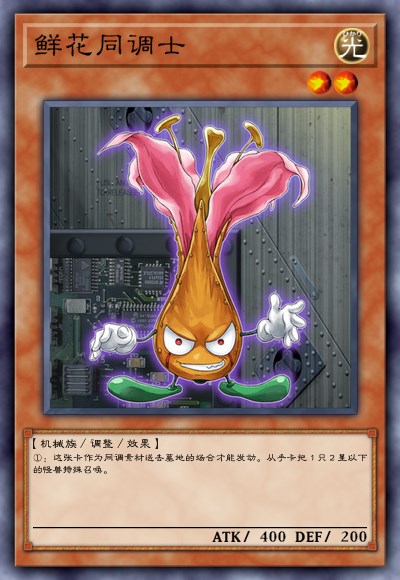 鲜花同调士
光
【机械族／调整／效果】
①：这张卡作为同调素材送去墓地的场合才能发动。从手卡把１只２星以下
的怪兽特殊召唤。
ATK/ 400 DEF/ 200